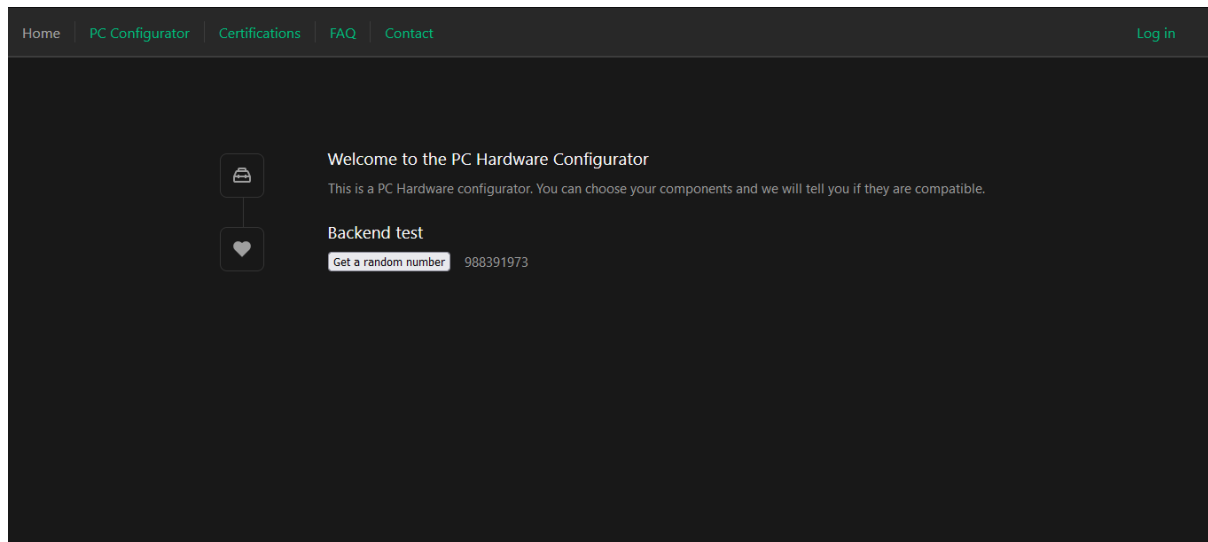 Home PC Configurator Certifications FAQ Contact Log in
Welcome to the PC Hardware Configurator
This is a PC Hardware configurator. You can choose your components and we will tell you if they are compatible.
Backend test
Get a random number 988391973